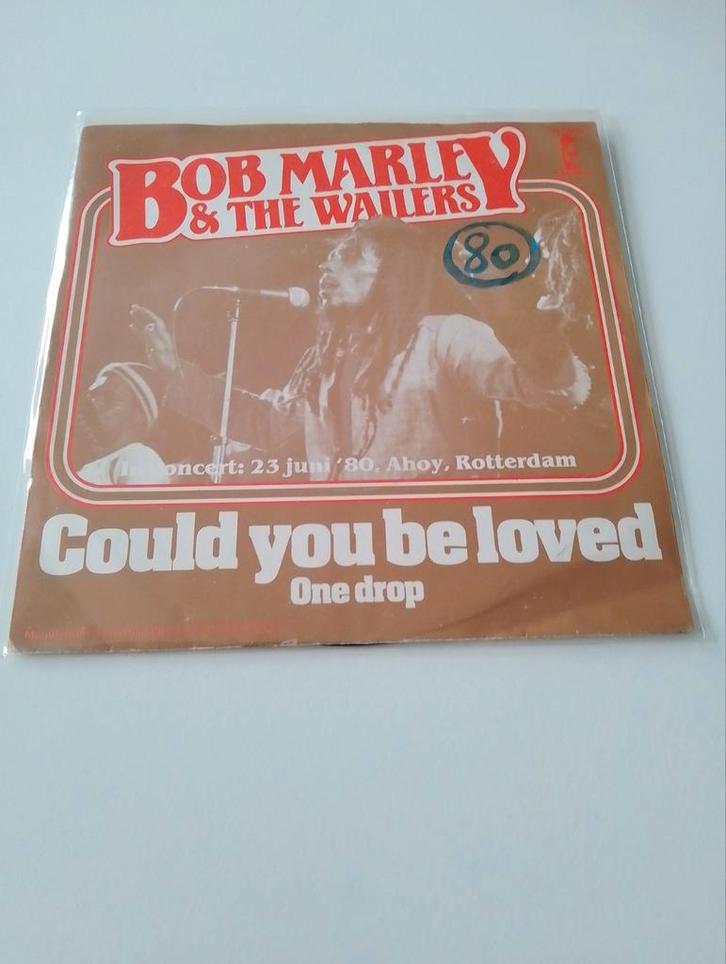 BOB MARLEY
& THE WAILERS
80
In concert: 23 juni '80, Ahoy, Rotterdam
Could you be loved
One drop